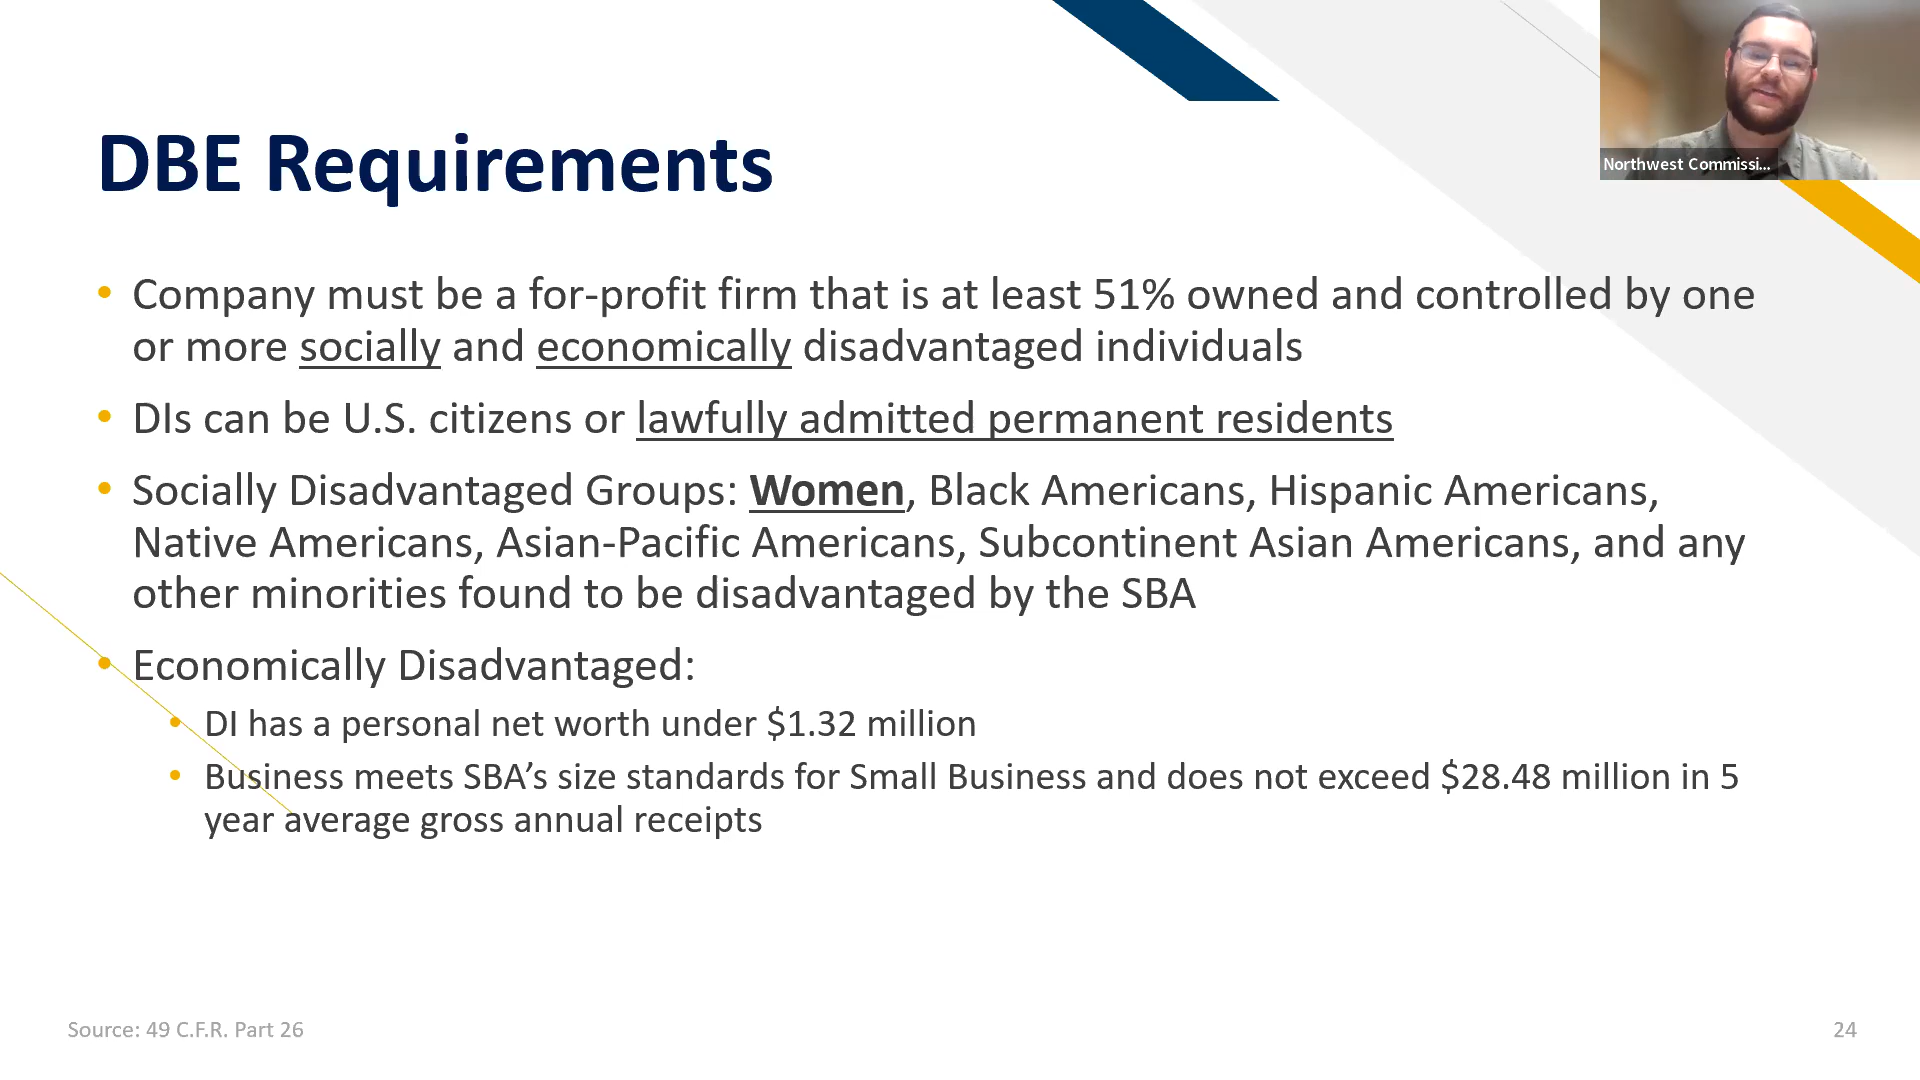 Northwest Commissi...
DBE Requirements
• Company must be a for-profit firm that is at least 51% owned and controlled by one
or more socially and economically disadvantaged individuals
• DIs can be U.S. citizens or lawfully admitted permanent residents
• Socially Disadvantaged Groups: Women, Black Americans, Hispanic Americans,
Native Americans, Asian-Pacific Americans, Subcontinent Asian Americans, and any
other minorities found to be disadvantaged by the SBA
• Economically Disadvantaged:
• DI has a personal net worth under $1.32 million
• Business meets SBA’s size standards for Small Business and does not exceed $28.48 million in 5
year average gross annual receipts
Source: 49 C.F.R. Part 26
24